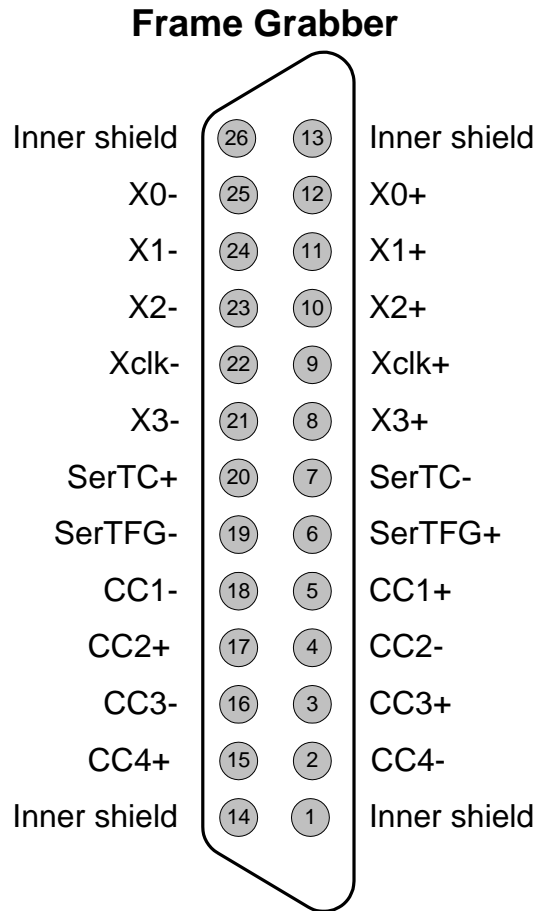 Frame Grabber
Inner shield 26 13 Inner shield
X0- 25 12 X0+
X1- 24 11 X1+
X2- 23 10 X2+
Xclk- 22 9 Xclk+
X3- 21 8 X3+
SerTC+ 20 7 SerTC-
SerTFG- 19 6 SerTFG+
CC1- 18 5 CC1+
CC2+ 17 4 CC2-
CC3- 16 3 CC3+
CC4+ 15 2 CC4-
Inner shield 14 1 Inner shield